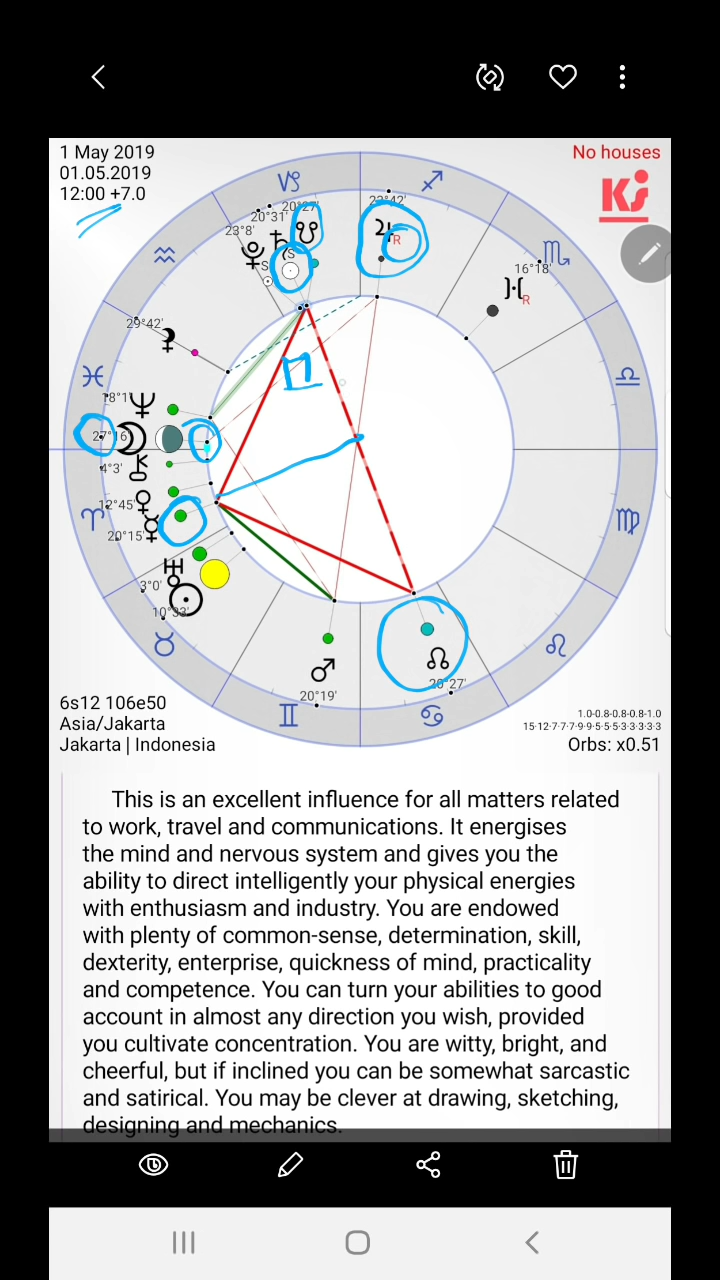 1 May 2019
01.05.2019
12:00 +7.0
No houses
KS
20°27'
20°31'
23°8'
S
S
22°42'
R
16°18'
R
29°42'
18°1
27°16
4°3'
12°45'
20°15'
3°0'
10°33'
20°19'
20°27'
6s12 106e50
Asia/Jakarta
Jakarta | Indonesia
1.0-0.8-0.8-0.8-1.0
15-12-7-7-7-9-9-5-5-5-3-3-3-3-3
Orbs: x0.51
This is an excellent influence for all matters related
to work, travel and communications. It energises
the mind and nervous system and gives you the
ability to direct intelligently your physical energies
with enthusiasm and industry. You are endowed
with plenty of common-sense, determination, skill,
dexterity, enterprise, quickness of mind, practicality
and competence. You can turn your abilities to good
account in almost any direction you wish, provided
you cultivate concentration. You are witty, bright, and
cheerful, but if inclined you can be somewhat sarcastic
and satirical. You may be clever at drawing, sketching,
designing and mechanics.